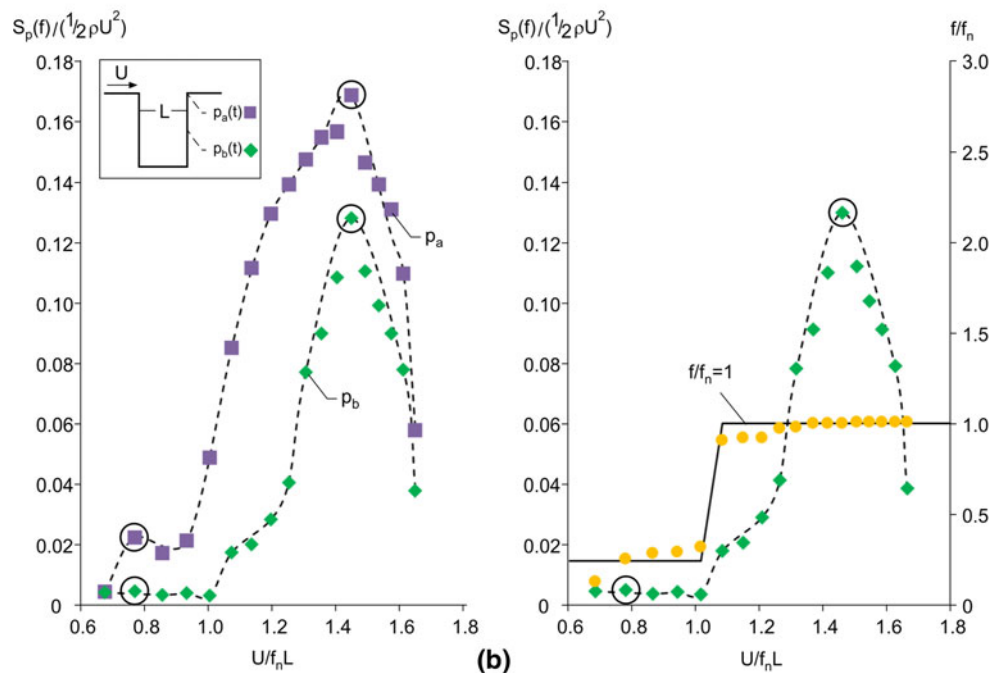 Sₚ(f)/(½ρU²)
0.18
0.16
0.14
0.12
0.10
0.08
0.06
0.04
0.02
0
U
L
pₐ(t)
p_b(t)
pₐ
p_b
0.6 0.8 1.0 1.2 1.4 1.6 1.8
U/fₙL
(b)
Sₚ(f)/(½ρU²)
f/fₙ
0.18
0.16
0.14
0.12
0.10
0.08
0.06
0.04
0.02
0
f/fₙ=1
3.0
2.5
2.0
1.5
1.0
0.5
0
0.6 0.8 1.0 1.2 1.4 1.6 1.8
U/fₙL